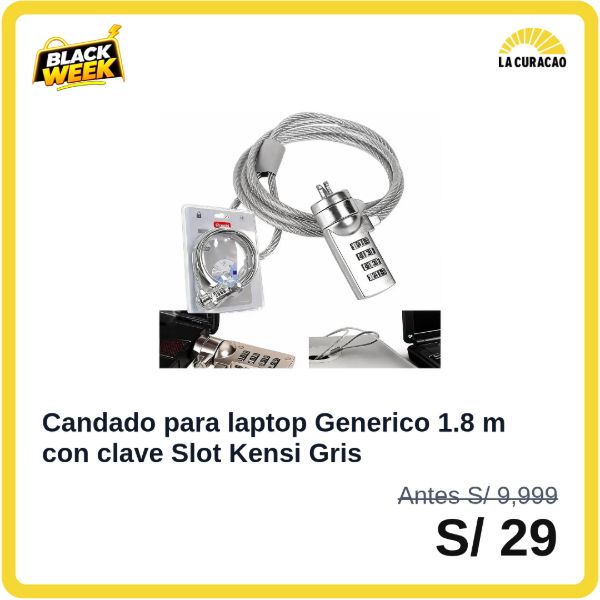 BLACK
WEEK
LA CURACAO
Candado para laptop Generico 1.8 m
con clave Slot Kensi Gris
Antes S/ 9,999
S/ 29